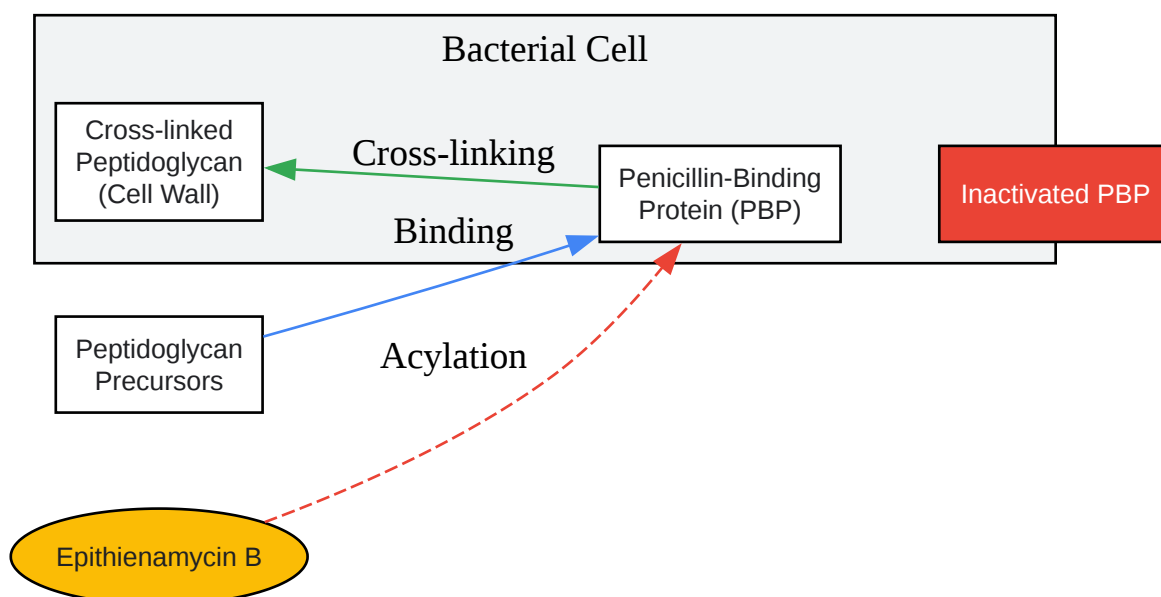 Bacterial Cell
Cross-linked
Peptidoglycan
(Cell Wall)
Cross-linking
Penicillin-Binding
Protein (PBP)
Inactivated PBP
Binding
Peptidoglycan
Precursors
Acylation
Epithienamycin B